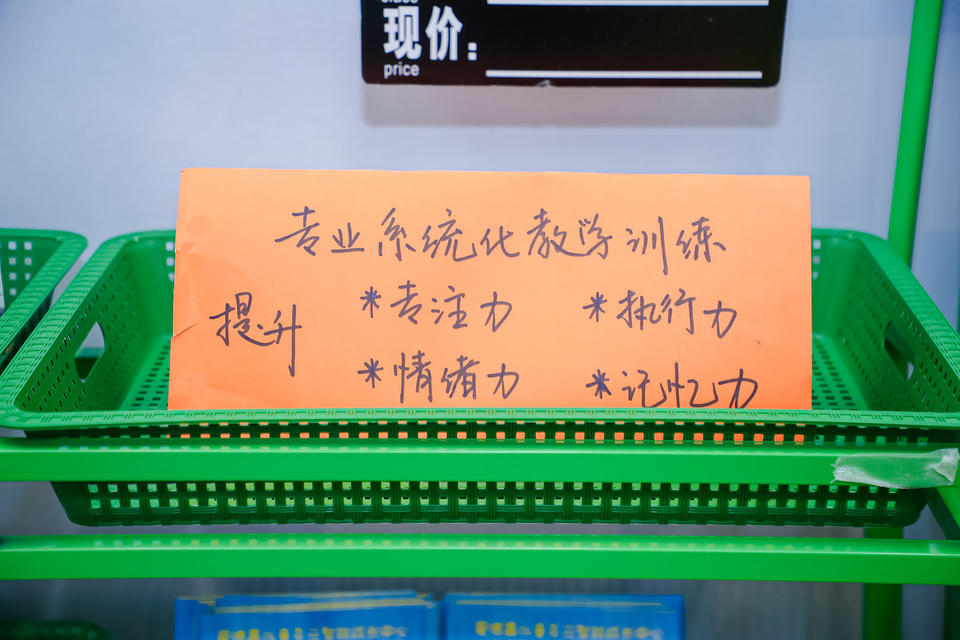 现价:
price
专业系统化教学训练
提升
*专注力 *执行力
*情绪力 *记忆力